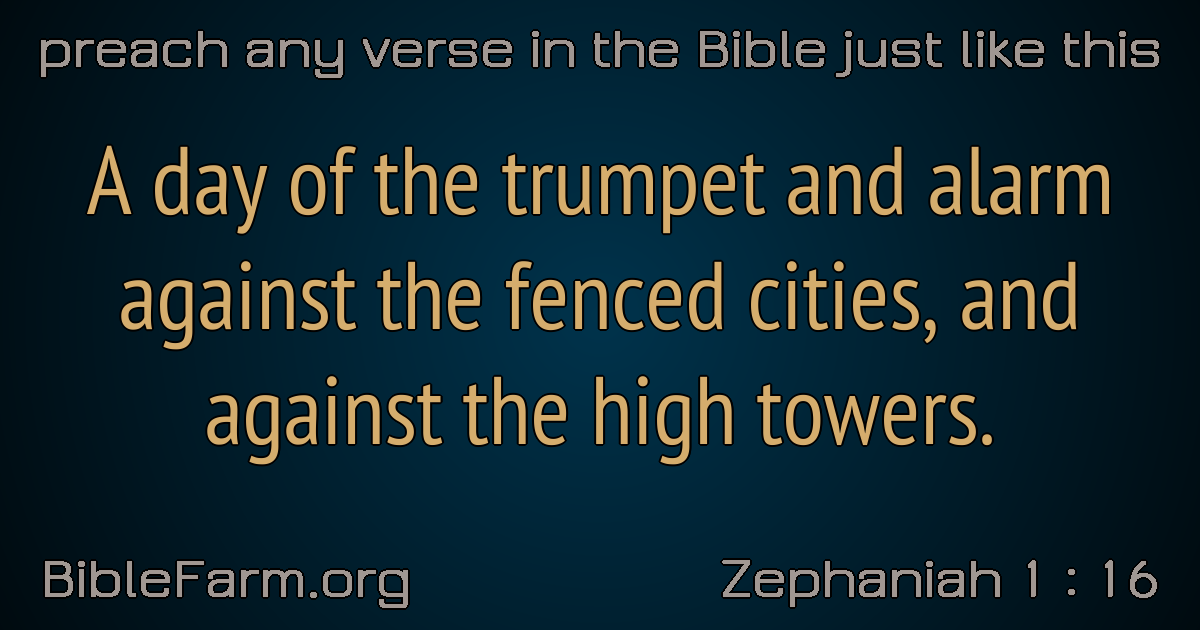 preach any verse in the Bible just like this
A day of the trumpet and alarm
against the fenced cities, and
against the high towers.
BibleFarm.org
Zephaniah 1 : 16